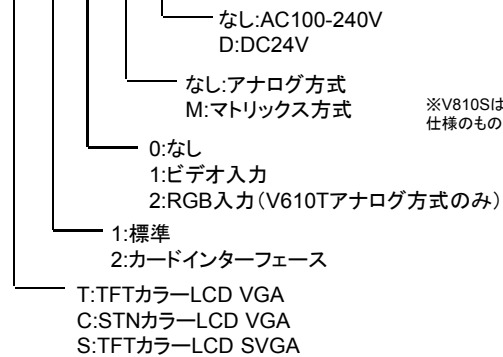 なし:AC100-240V
D:DC24V
なし:アナログ方式
M:マトリックス方式
※V810Sは
仕様のもの
0:なし
1:ビデオ入力
2:RGB入力(V610Tアナログ方式のみ)
1:標準
2:カードインターフェース
T:TFTカラーLCD VGA
C:STNカラーLCD VGA
S:TFTカラーLCD SVGA